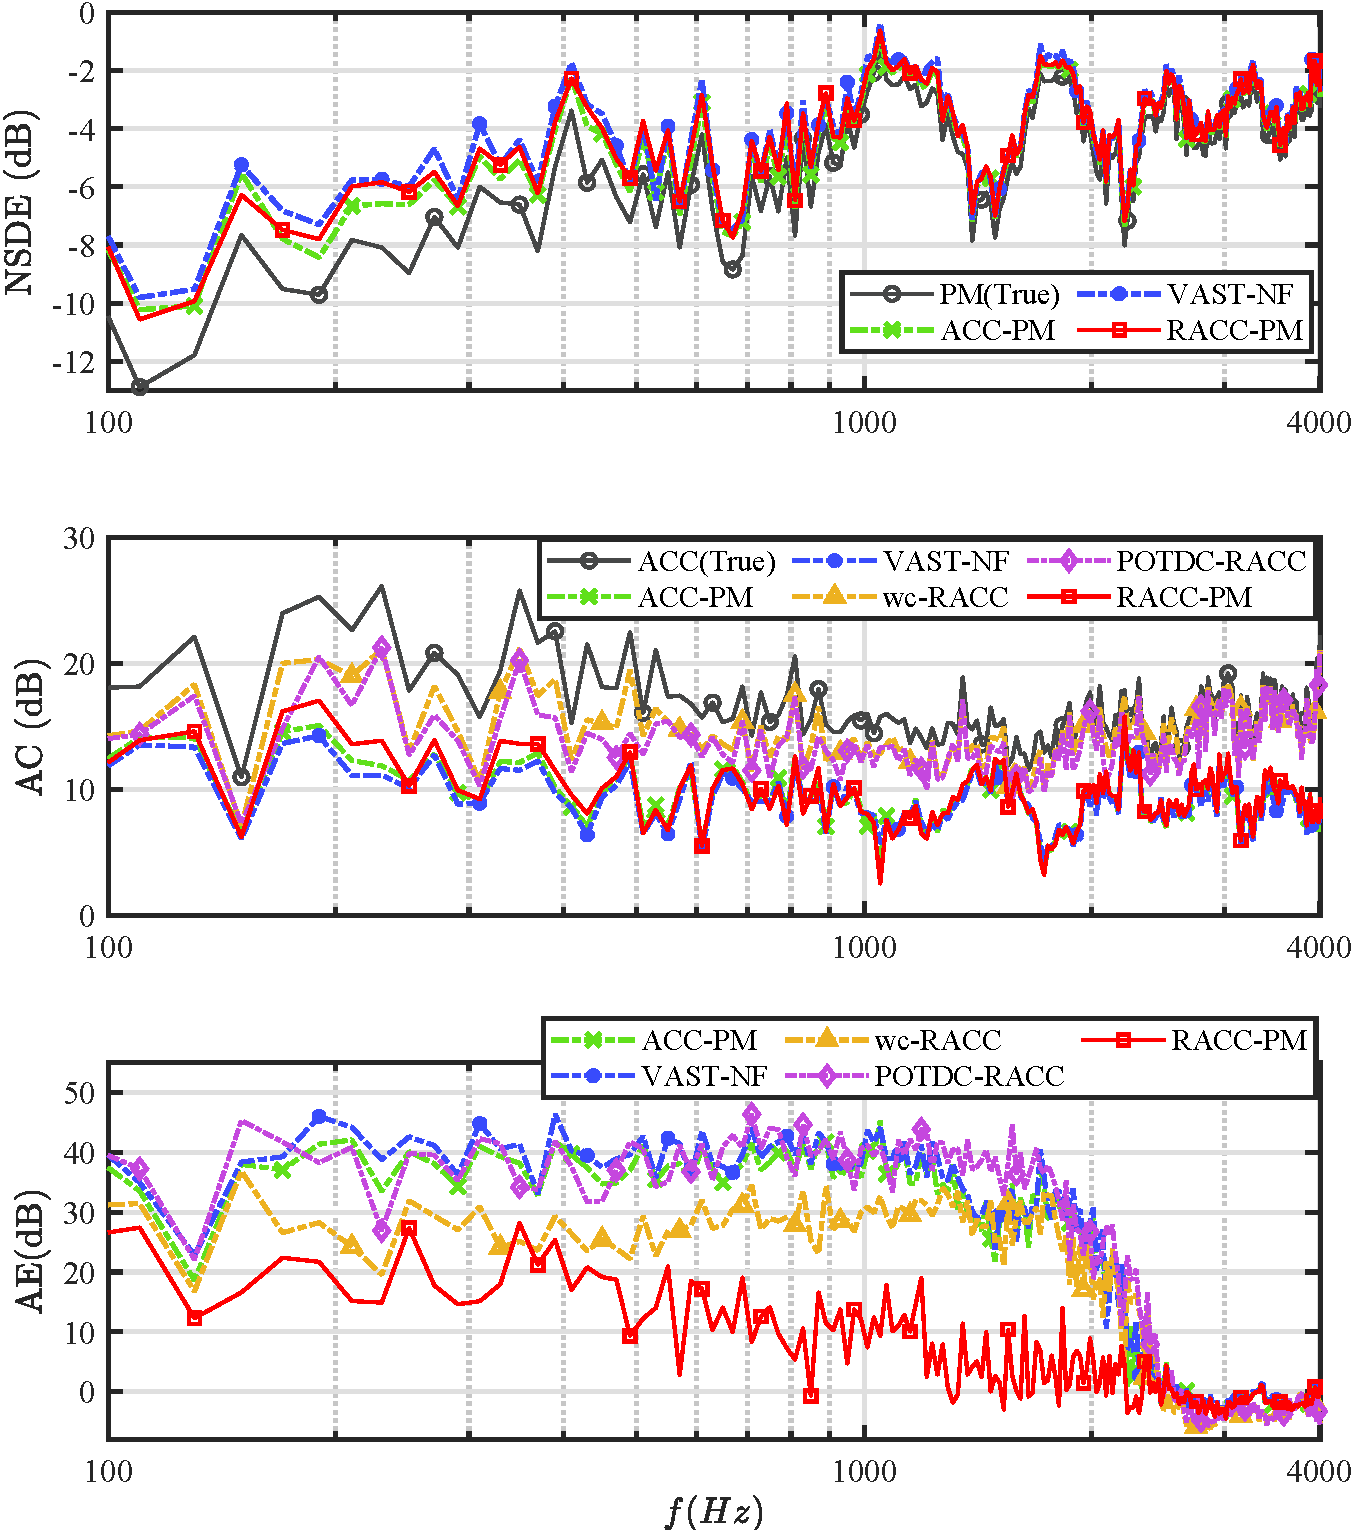 0
-2
-4
-6
-8
-10
-12
NSDE (dB)
PM(True) VAST-NF
ACC-PM RACC-PM
100 1000 4000
30
20
10
0
AC (dB)
ACC(True) VAST-NF POTDC-RACC
ACC-PM wc-RACC RACC-PM
100 1000 4000
ACC-PM wc-RACC RACC-PM
VAST-NF POTDC-RACC
50
40
30
20
10
0
AE(dB)
100 1000 4000
f(Hz)